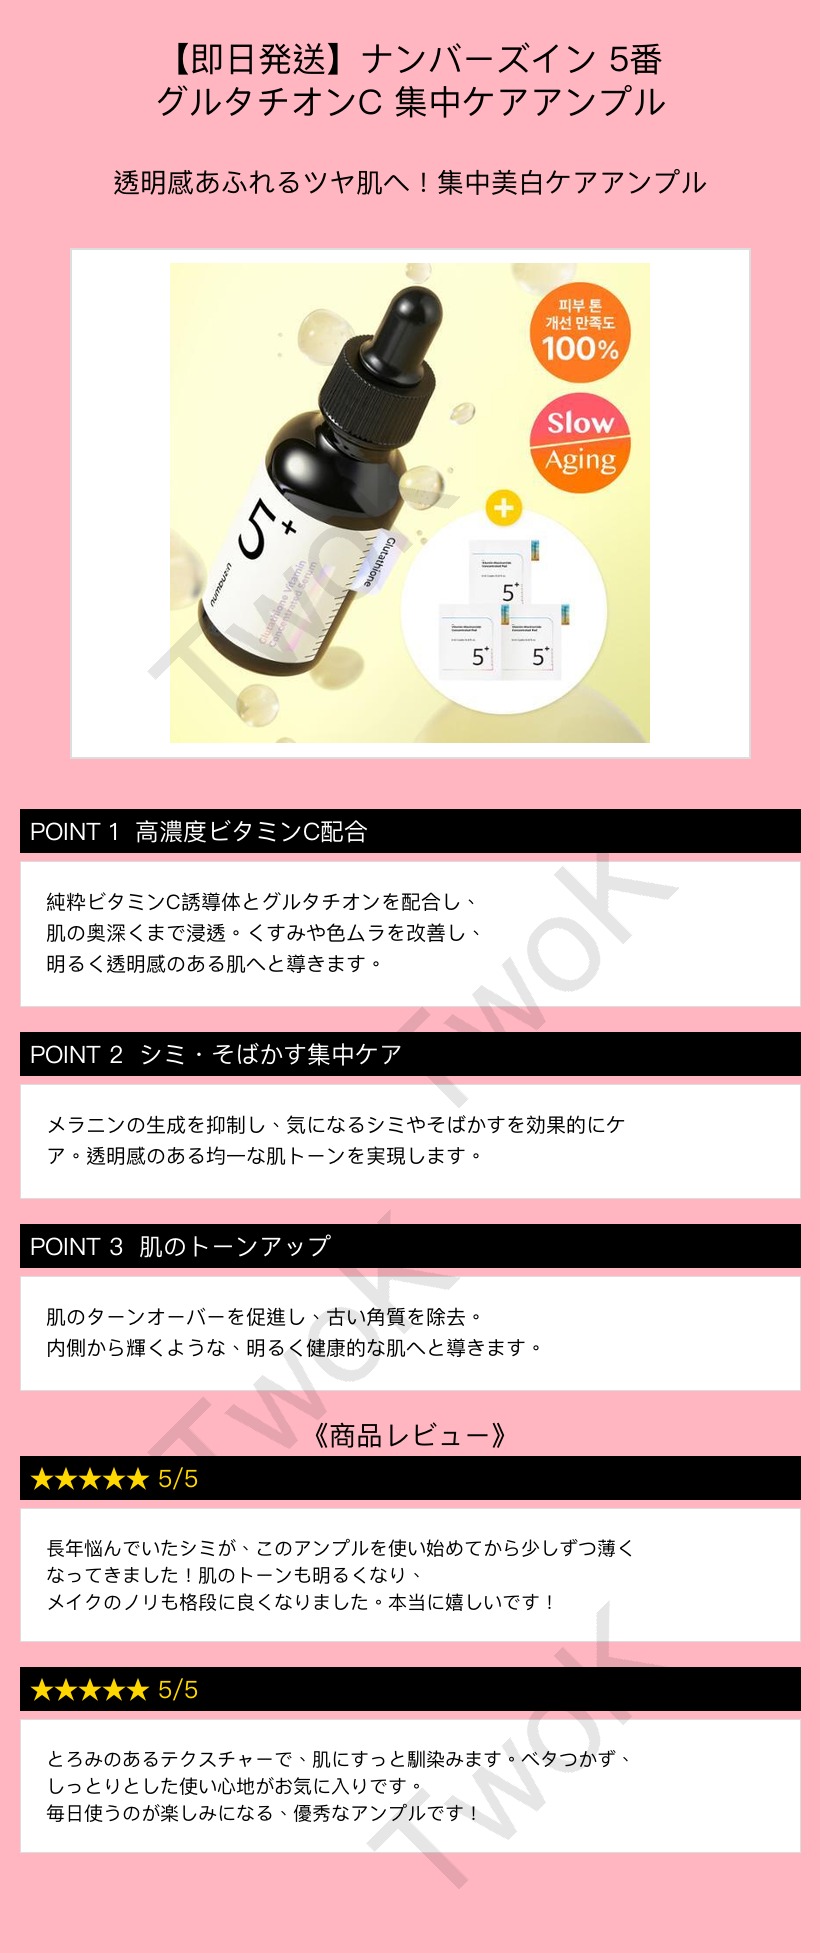 【即日発送】ナンバーズイン 5番
グルタチオンC 集中ケアアンプル
透明感あふれるツヤ肌へ！集中美白ケアアンプル
피부 톤
개선 만족도
100%
Slow
Aging
5+
numbuzin
Glutathione Vitamin
Concentrated Serum
Glutathione
+
Vitamin-Niacinamide
Concentrated Pad
5+
Vitamin-Niacinamide
Concentrated Pad
5+
Vitamin-Niacinamide
Concentrated Pad
5+
TwoK
POINT 1 高濃度ビタミンC配合
純粋ビタミンC誘導体とグルタチオンを配合し、
肌の奥深くまで浸透。くすみや色ムラを改善し、
明るく透明感のある肌へと導きます。
TwoK
POINT 2 シミ・そばかす集中ケア
メラニンの生成を抑制し、気になるシミやそばかすを効果的にケ
ア。透明感のある均一な肌トーンを実現します。
POINT 3 肌のトーンアップ
肌のターンオーバーを促進し、古い角質を除去。
内側から輝くような、明るく健康的な肌へと導きます。
TwoK
《商品レビュー》
★★★★★ 5/5
長年悩んでいたシミが、このアンプルを使い始めてから少しずつ薄く
なってきました！肌のトーンも明るくなり、
メイクのノリも格段に良くなりました。本当に嬉しいです！
★★★★★ 5/5
とろみのあるテクスチャーで、肌にすっと馴染みます。ベタつかず、
しっとりとした使い心地がお気に入りです。
毎日使うのが楽しみになる、優秀なアンプルです！
TwoK